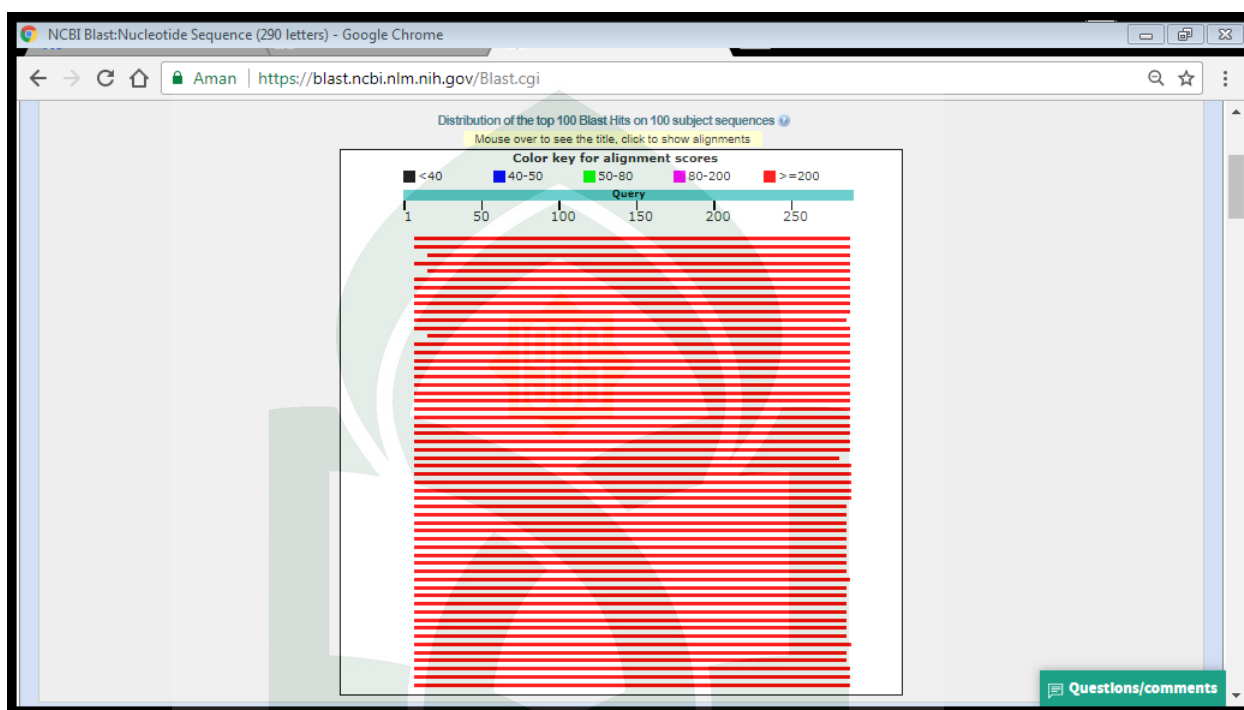 NCBI Blast:Nucleotide Sequence (290 letters) - Google Chrome
Aman https://blast.ncbi.nlm.nih.gov/Blast.cgi
Distribution of the top 100 Blast Hits on 100 subject sequences
Mouse over to see the title, click to show alignments
Color key for alignment scores
<40 40-50 50-80 80-200 >=200
Query
1 50 100 150 200 250
Questions/comments